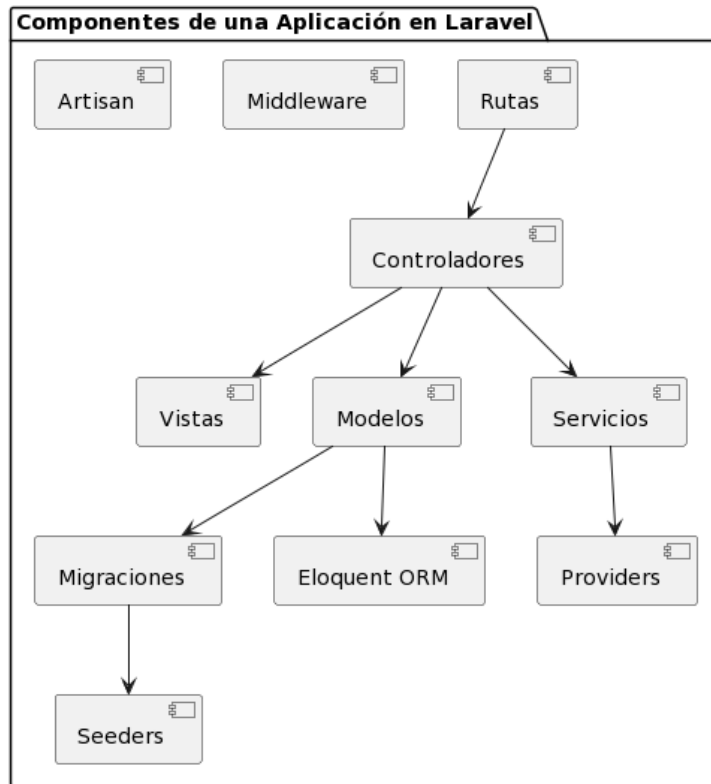 Componentes de una Aplicación en Laravel
Artisan
Middleware
Rutas
Controladores
Vistas
Modelos
Servicios
Migraciones
Eloquent ORM
Providers
Seeders